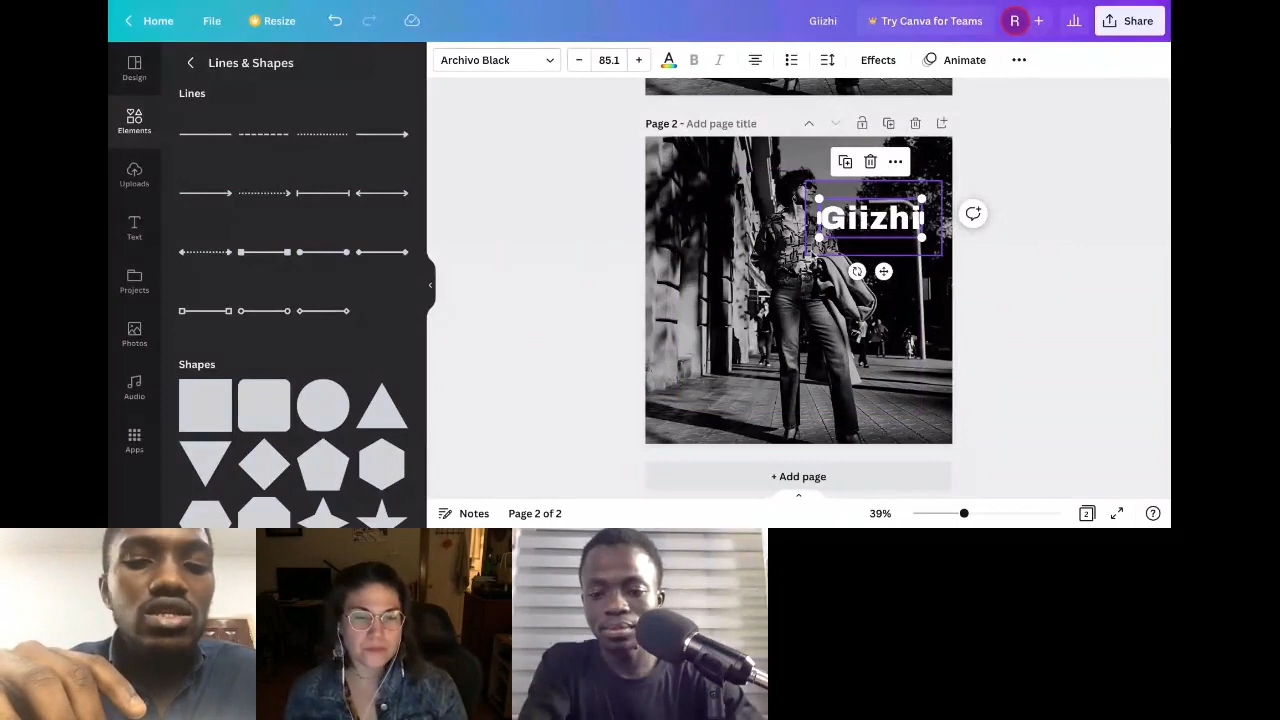 Home File Resize Giizhi Try Canva for Teams R Share
Design
Elements
Uploads
Text
Projects
Photos
Audio
Apps
Lines & Shapes
Lines
Shapes
Archivo Black 85.1 A B I Effects Animate
Page 2 - Add page title
Giizhi
+ Add page
Notes Page 2 of 2 39% 2